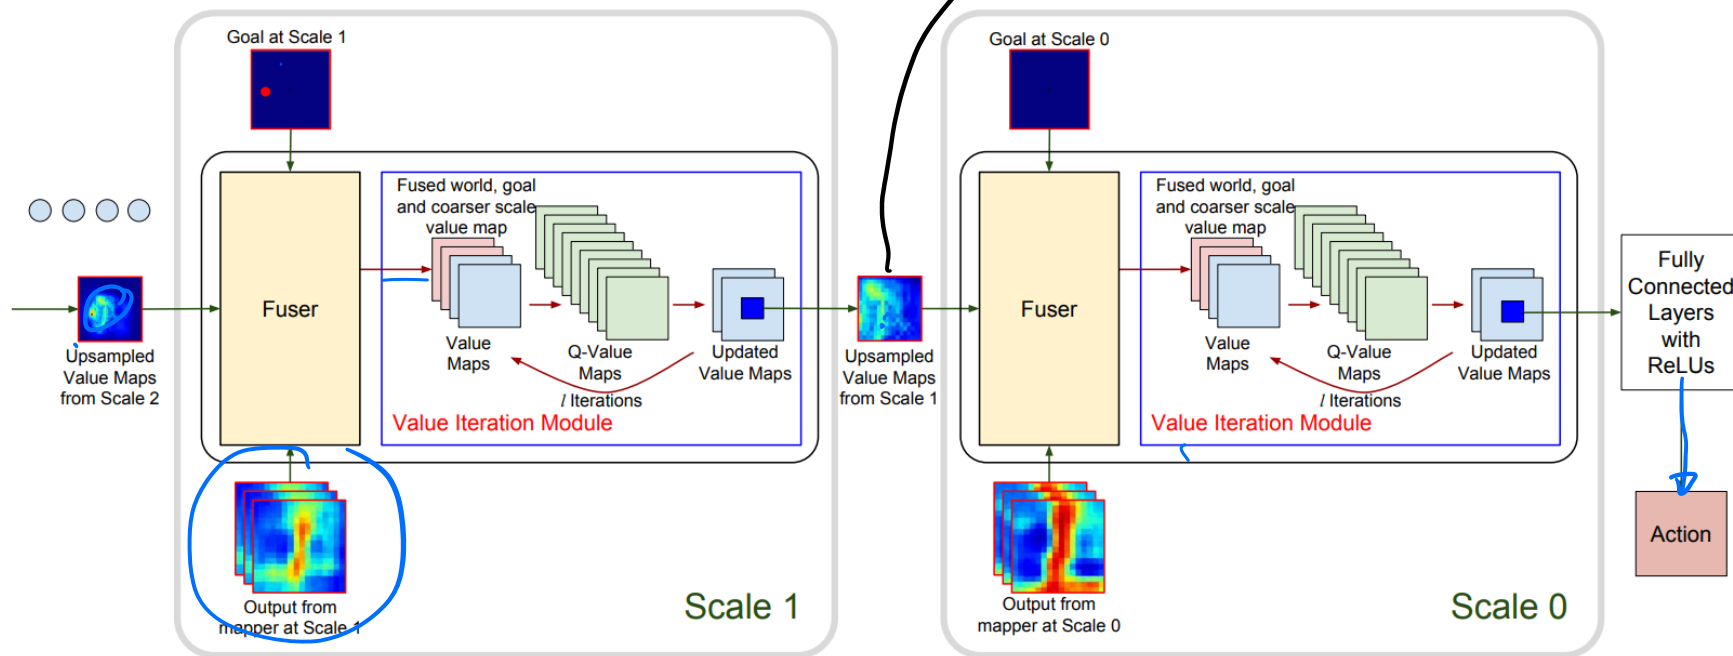 Goal at Scale 1
Fused world, goal
and coarser scale
value map
Fuser
Value
Maps
Q-Value
Maps
Updated
Value Maps
l Iterations
Value Iteration Module
Upsampled
Value Maps
from Scale 2
Output from
mapper at Scale 1
Scale 1
Upsampled
Value Maps
from Scale 1
Goal at Scale 0
Fused world, goal
and coarser scale
value map
Fuser
Value
Maps
Q-Value
Maps
Updated
Value Maps
l Iterations
Value Iteration Module
Output from
mapper at Scale 0
Scale 0
Fully
Connected
Layers
with
ReLUs
Action